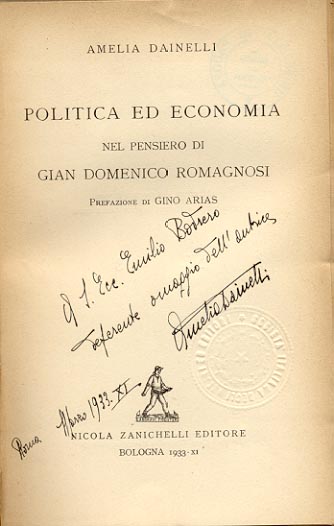 AMELIA DAINELLI
POLITICA ED ECONOMIA
NEL PENSIERO DI
GIAN DOMENICO ROMAGNOSI
PREFAZIONE DI GINO ARIAS
A S. Ecc. Emilio Bodrero
deferente omaggio dell'autrice
Amelia Dainelli
Roma Marzo 1933-XI
NICOLA ZANICHELLI EDITORE
BOLOGNA 1933-XI